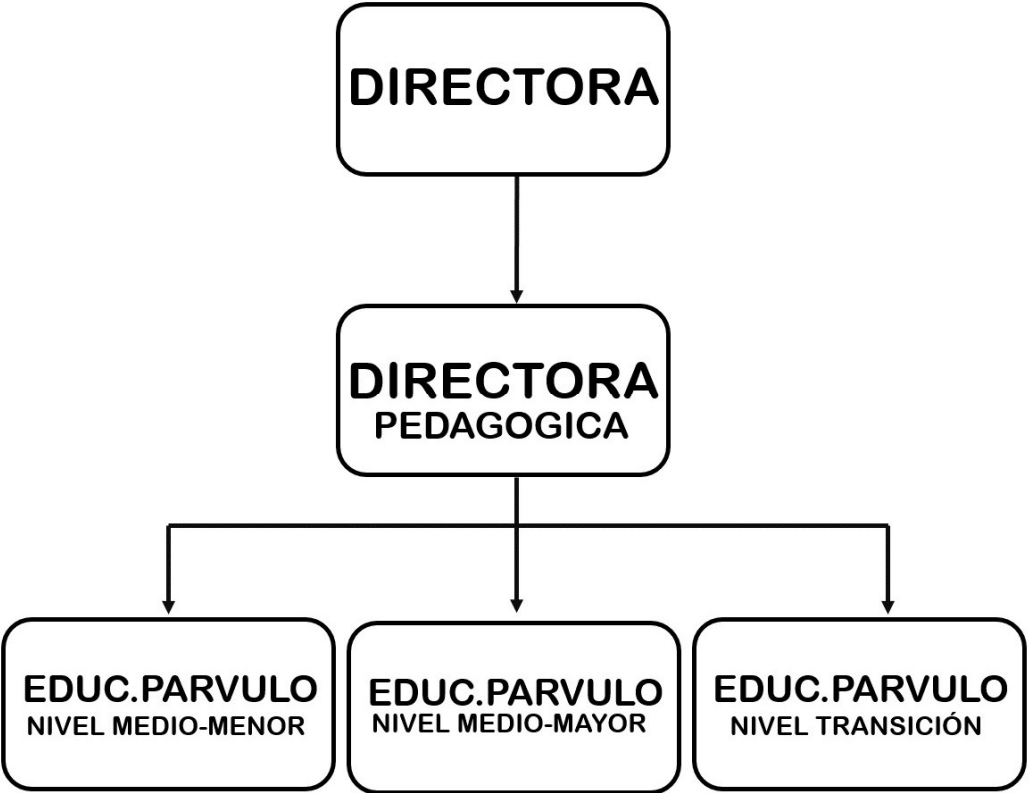 DIRECTORA
DIRECTORA
PEDAGOGICA
EDUC.PARVULO
NIVEL MEDIO-MENOR
EDUC.PARVULO
NIVEL MEDIO-MAYOR
EDUC.PARVULO
NIVEL TRANSICIÓN